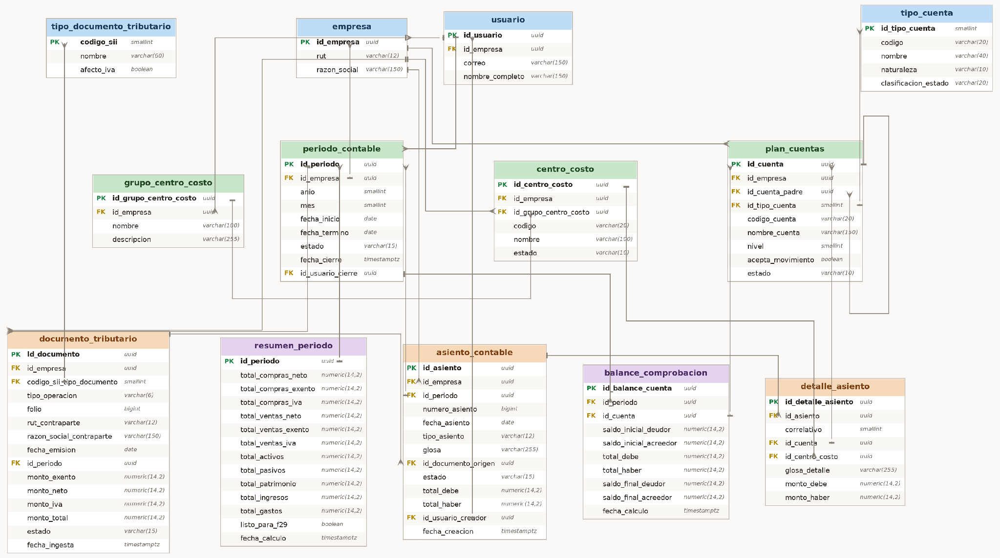 tipo_documento_tributario
PK codigo_sii smallint
nombre varchar(60)
afecto_iva boolean
empresa
PK id_empresa uuid
rut varchar(12)
razon_social varchar(150)
usuario
PK id_usuario uuid
FK id_empresa uuid
correo varchar(150)
nombre_completo varchar(150)
tipo_cuenta
PK id_tipo_cuenta smallint
codigo varchar(20)
nombre varchar(40)
naturaleza varchar(10)
clasificacion_estado varchar(20)
grupo_centro_costo
PK id_grupo_centro_costo uuid
FK id_empresa uuid
nombre varchar(100)
descripcion varchar(255)
periodo_contable
PK id_periodo uuid
FK id_empresa uuid
anio smallint
mes smallint
fecha_inicio date
fecha_termino date
estado varchar(15)
fecha_cierre timestamptz
FK id_usuario_cierre uuid
centro_costo
PK id_centro_costo uuid
FK id_empresa uuid
FK id_grupo_centro_costo uuid
codigo varchar(20)
nombre varchar(100)
estado varchar(10)
plan_cuentas
PK id_cuenta uuid
FK id_empresa uuid
FK id_cuenta_padre uuid
FK id_tipo_cuenta smallint
codigo_cuenta varchar(20)
nombre_cuenta varchar(150)
nivel smallint
acepta_movimiento boolean
estado varchar(10)
documento_tributario
PK id_documento uuid
FK id_empresa uuid
FK codigo_sii_tipo_documento smallint
tipo_operacion varchar(6)
folio bigint
rut_contraparte varchar(12)
razon_social_contraparte varchar(150)
fecha_emision date
FK id_periodo uuid
monto_exento numeric(14,2)
monto_neto numeric(14,2)
monto_iva numeric(14,2)
monto_total numeric(14,2)
estado varchar(15)
fecha_ingesta timestamptz
resumen_periodo
PK id_periodo uuid
total_compras_neto numeric(14,2)
total_compras_exento numeric(14,2)
total_compras_iva numeric(14,2)
total_ventas_neto numeric(14,2)
total_ventas_exento numeric(14,2)
total_ventas_iva numeric(14,2)
total_activos numeric(14,2)
total_pasivos numeric(14,2)
total_patrimonio numeric(14,2)
total_ingresos numeric(14,2)
total_gastos numeric(14,2)
listo_para_f29 boolean
fecha_calculo timestamptz
asiento_contable
PK id_asiento uuid
FK id_empresa uuid
FK id_periodo uuid
numero_asiento bigint
fecha_asiento date
tipo_asiento varchar(12)
glosa varchar(255)
FK id_documento_origen uuid
estado varchar(15)
total_debe numeric(14,2)
total_haber numeric(14,2)
FK id_usuario_creador uuid
fecha_creacion timestamptz
balance_comprobacion
PK id_balance_cuenta uuid
FK id_periodo uuid
FK id_cuenta uuid
saldo_inicial_deudor numeric(14,2)
saldo_inicial_acreedor numeric(14,2)
total_debe numeric(14,2)
total_haber numeric(14,2)
saldo_final_deudor numeric(14,2)
saldo_final_acreedor numeric(14,2)
fecha_calculo timestamptz
detalle_asiento
PK id_detalle_asiento uuid
FK id_asiento uuid
correlativo smallint
FK id_cuenta uuid
FK id_centro_costo uuid
glosa_detalle varchar(255)
monto_debe numeric(14,2)
monto_haber numeric(14,2)